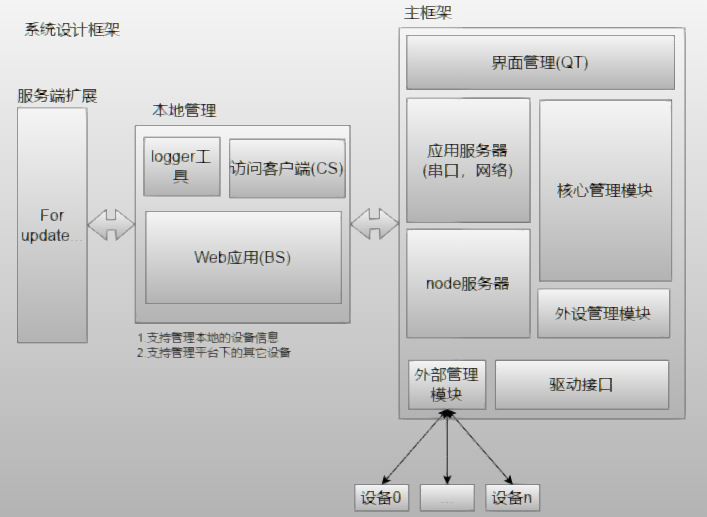 系统设计框架
主框架
界面管理(QT)
服务端扩展
本地管理
logger工
具
访问客户端(CS)
应用服务器
(串口，网络)
核心管理模块
For
update...
Web应用(BS)
node服务器
外设管理模块
1.支持管理本地的设备信息
2.支持管理平台下的其它设备
外部管理
模块
驱动接口
设备0
...
设备n